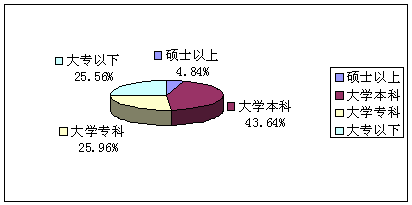 大专以下
25.56%
硕士以上
4.84%
大学本科
43.64%
大学专科
25.96%
硕士以上
大学本科
大学专科
大专以下